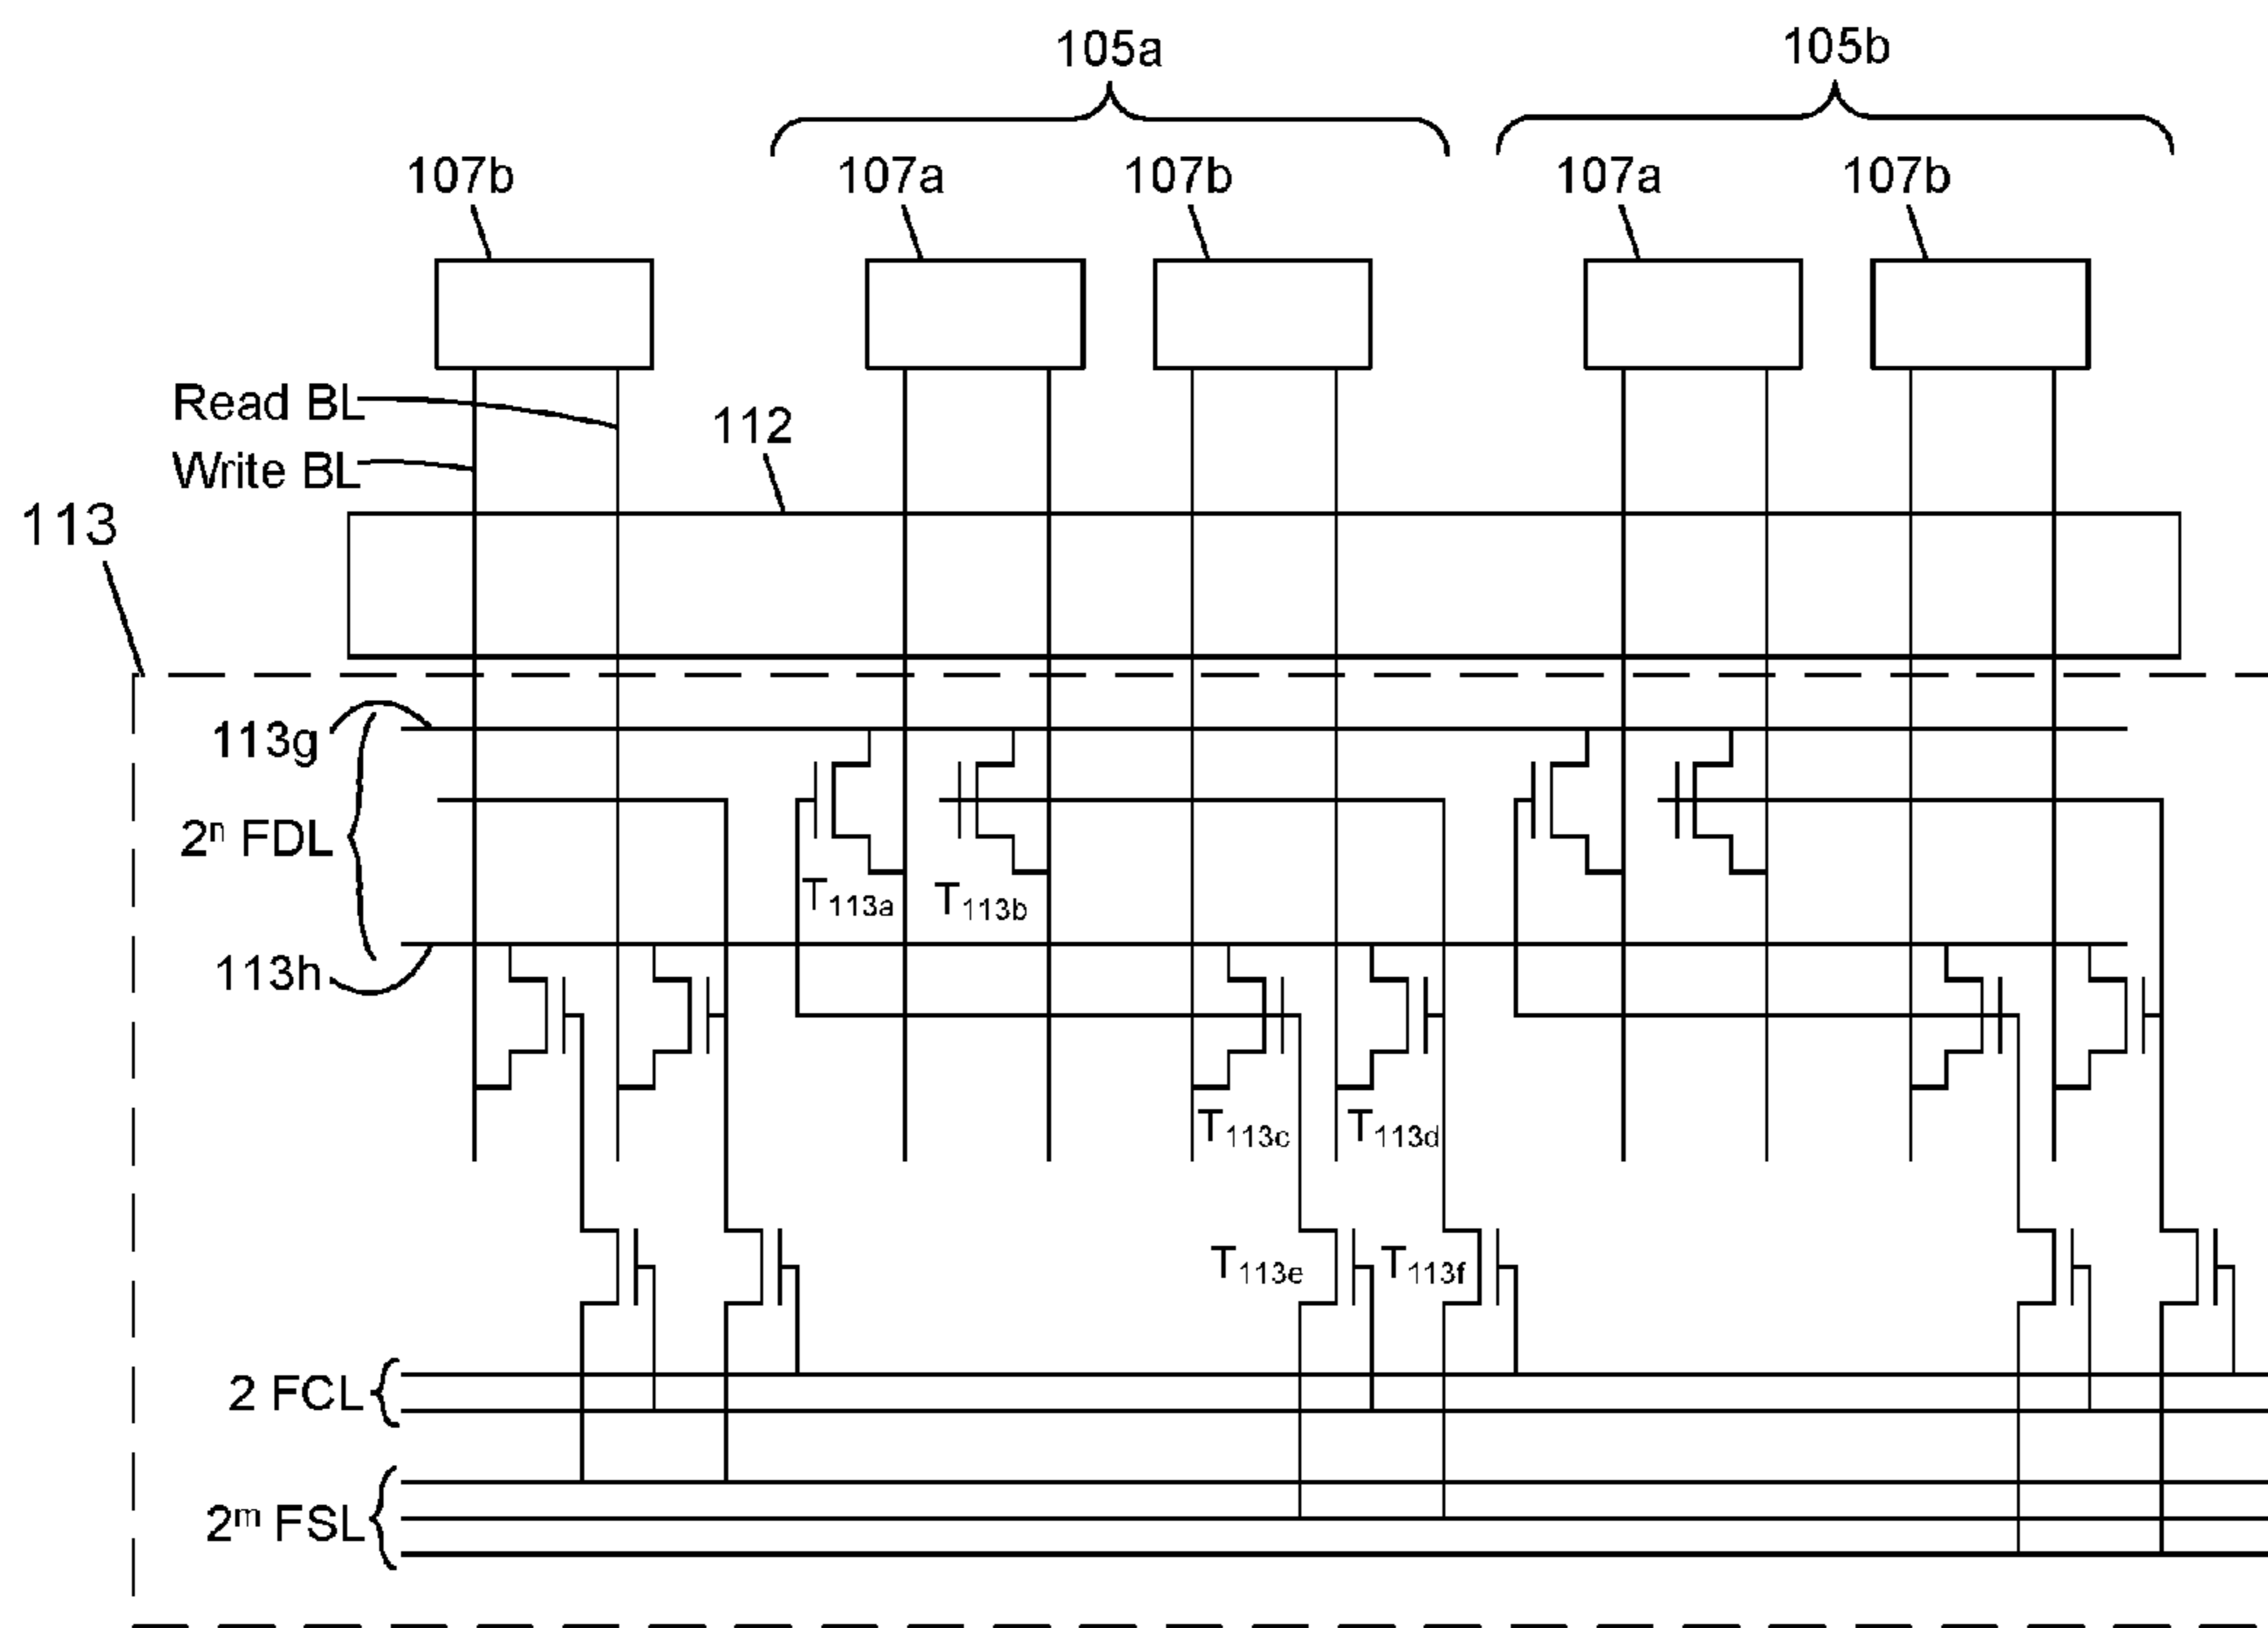 105a 105b
107b 107a 107b 107a 107b
Read BL
112
Write BL
113
113g
2ⁿ FDL
T113a T113b
113h
T113c T113d
T113e T113f
2 FCL
2ᵐ FSL